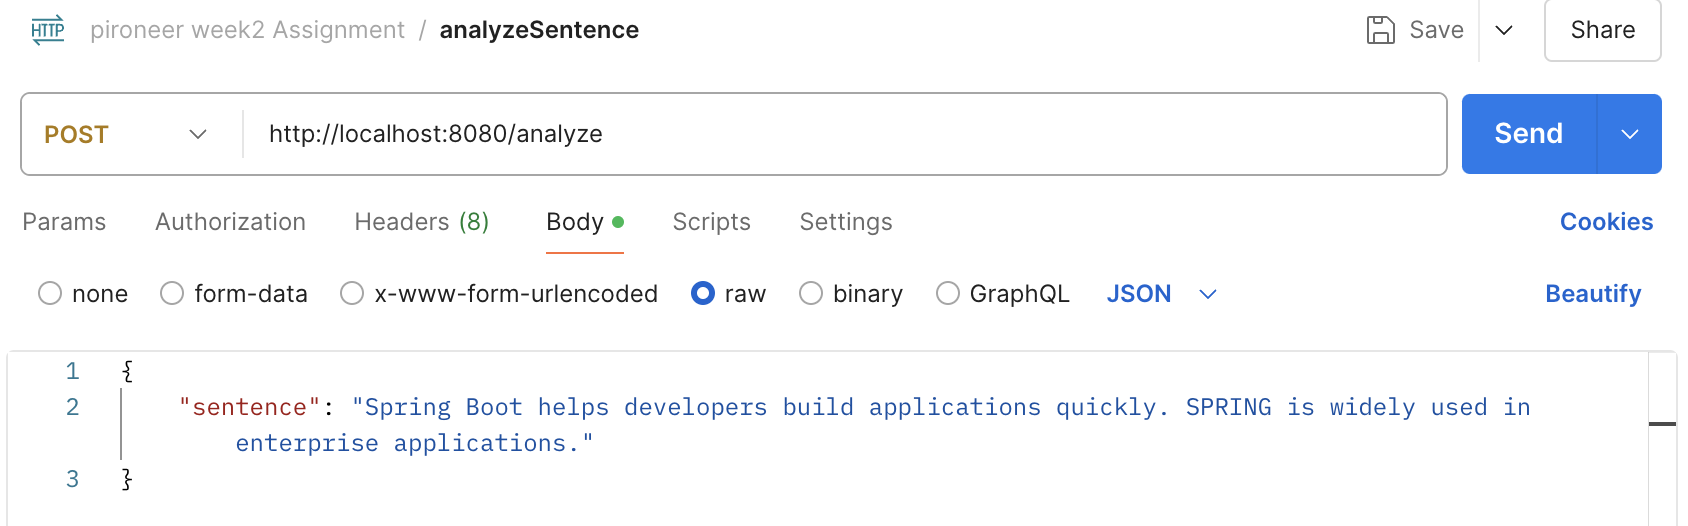 HTTP pironeer week2 Assignment / analyzeSentence Save Share
POST http://localhost:8080/analyze Send
Params Authorization Headers (8) Body Scripts Settings Cookies
none form-data x-www-form-urlencoded raw binary GraphQL JSON Beautify
1 {
2 "sentence": "Spring Boot helps developers build applications quickly. SPRING is widely used in
enterprise applications."
3 }